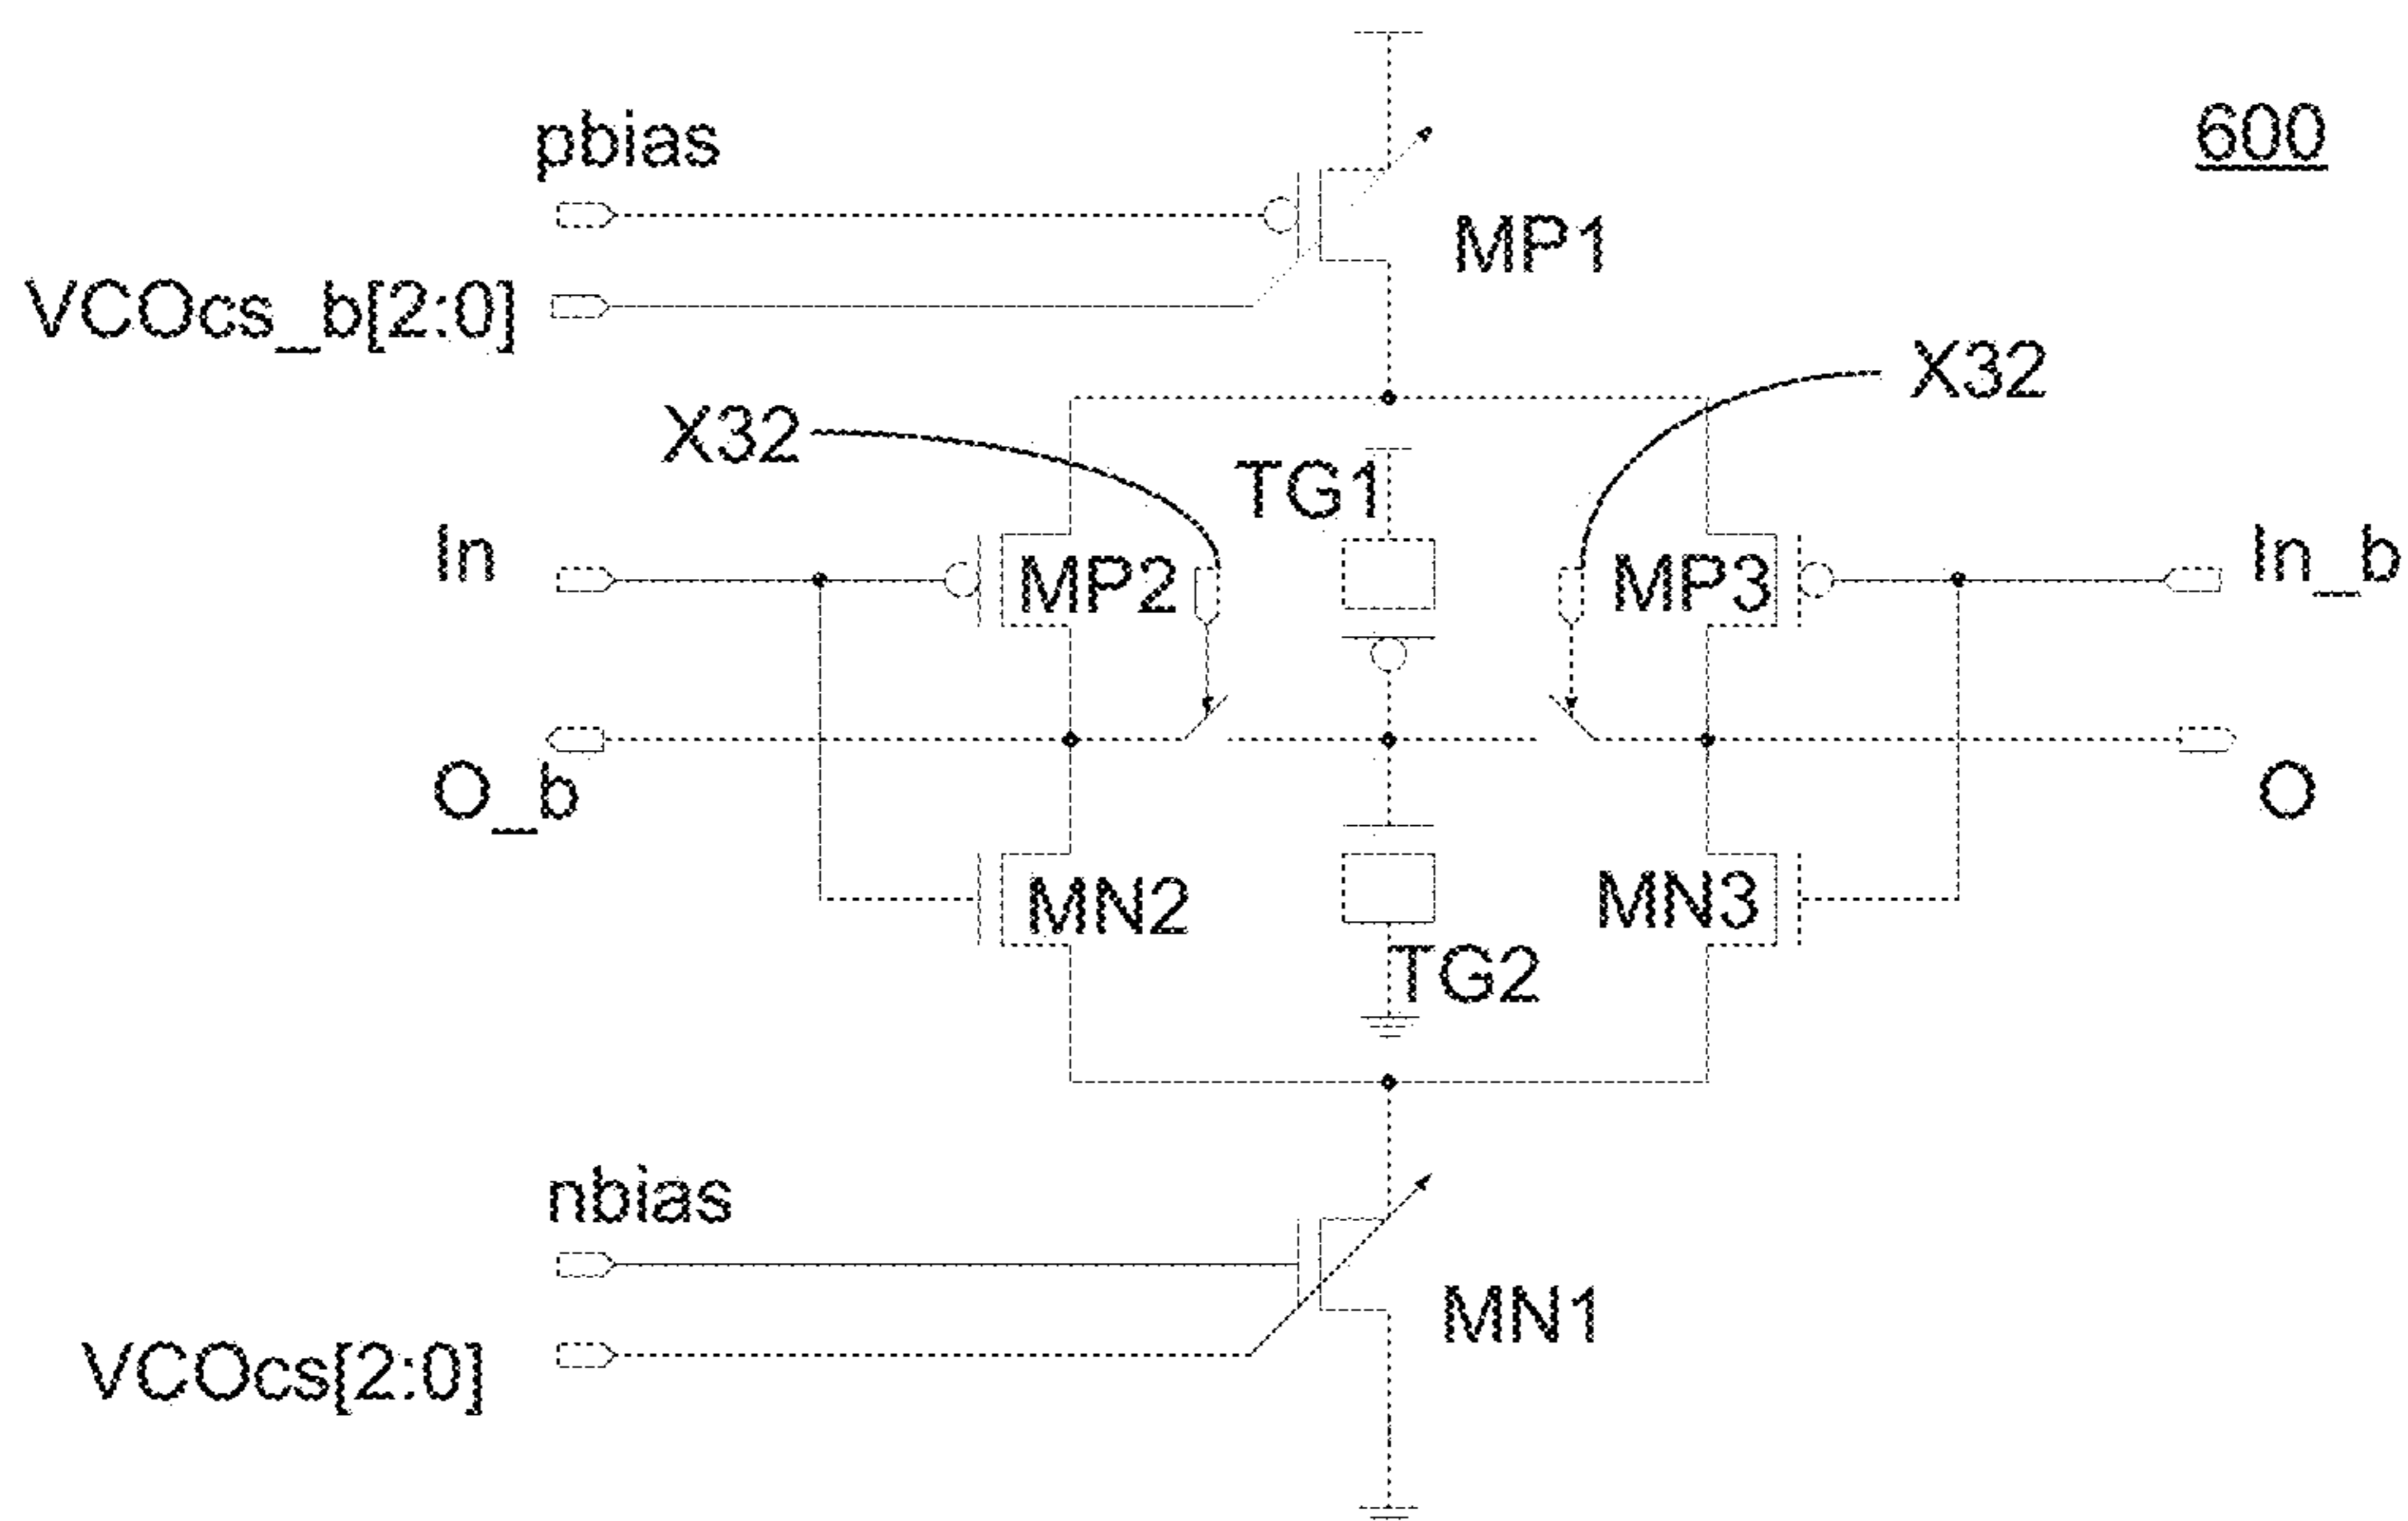 pbias
600
MP1
VCOcs_b[2:0]
X32
X32
TG1
In
MP2
MP3
In_b
O_b
O
MN2
MN3
TG2
nbias
MN1
VCOcs[2:0]